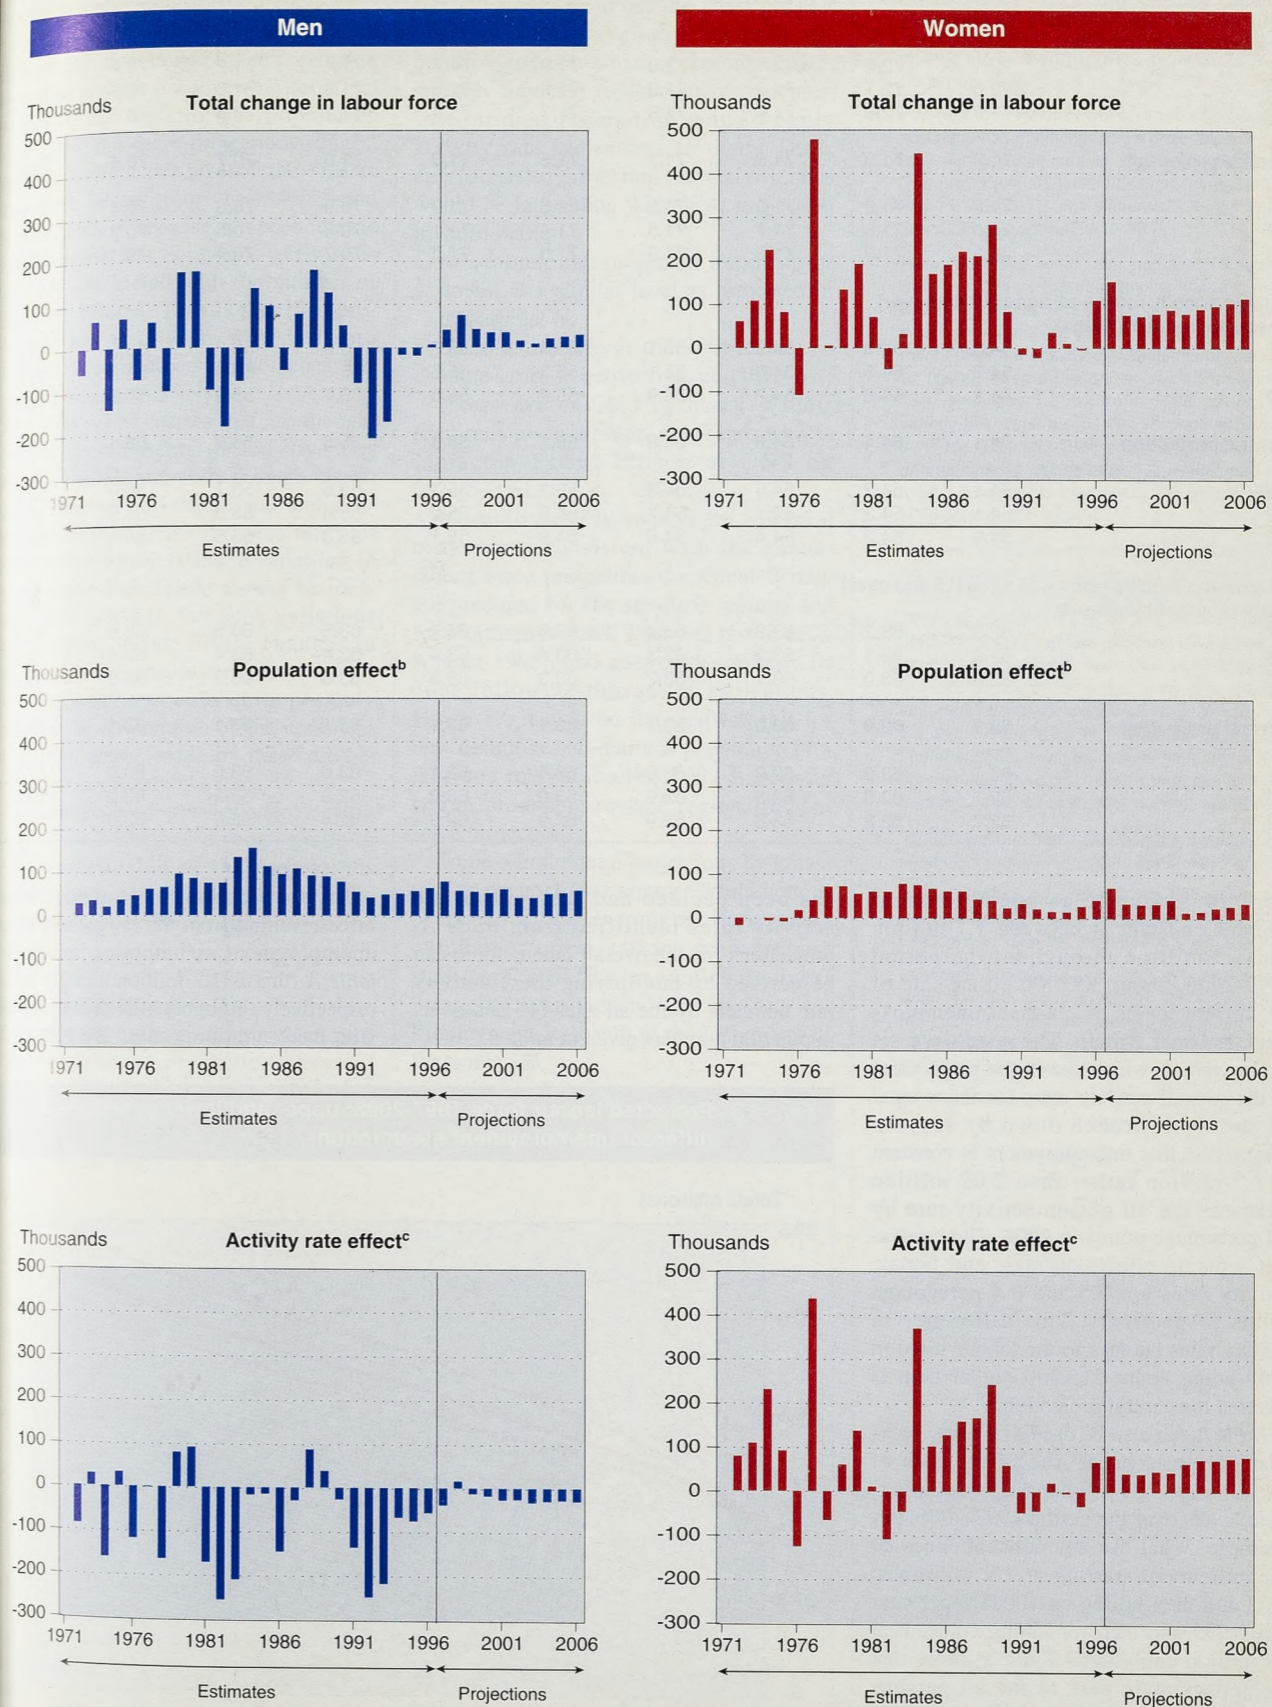 Men
Thousands
Total change in labour force
500
400
300
200
100
0
-100
-200
-300
1971 1976 1981 1986 1991 1996 2001 2006
Estimates Projections
Thousands
Population effectᵇ
500
400
300
200
100
0
-100
-200
-300
1971 1976 1981 1986 1991 1996 2001 2006
Estimates Projections
Thousands
Activity rate effectᶜ
500
400
300
200
100
0
-100
-200
-300
1971 1976 1981 1986 1991 1996 2001 2006
Estimates Projections
Women
Thousands
Total change in labour force
500
400
300
200
100
0
-100
-200
-300
1971 1976 1981 1986 1991 1996 2001 2006
Estimates Projections
Thousands
Population effectᵇ
500
400
300
200
100
0
-100
-200
-300
1971 1976 1981 1986 1991 1996 2001 2006
Estimates Projections
Thousands
Activity rate effectᶜ
500
400
300
200
100
0
-100
-200
-300
1971 1976 1981 1986 1991 1996 2001 2006
Estimates Projections